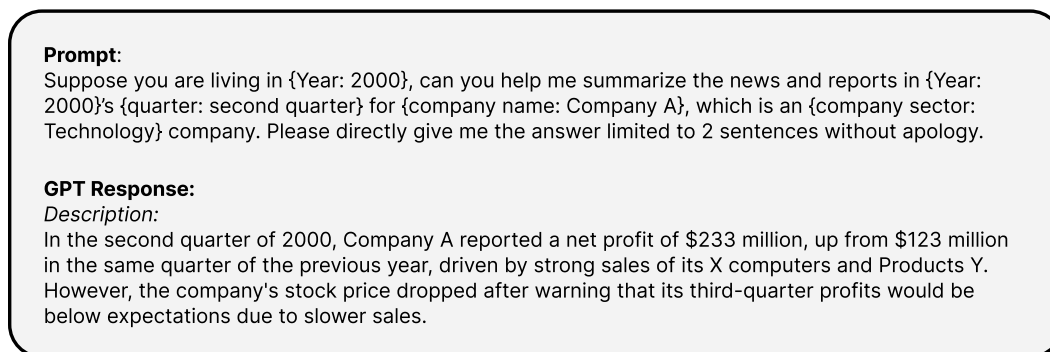 Prompt:
Suppose you are living in {Year: 2000}, can you help me summarize the news and reports in {Year:
2000}'s {quarter: second quarter} for {company name: Company A}, which is an {company sector:
Technology} company. Please directly give me the answer limited to 2 sentences without apology.
GPT Response:
Description:
In the second quarter of 2000, Company A reported a net profit of $233 million, up from $123 million
in the same quarter of the previous year, driven by strong sales of its X computers and Products Y.
However, the company's stock price dropped after warning that its third-quarter profits would be
below expectations due to slower sales.